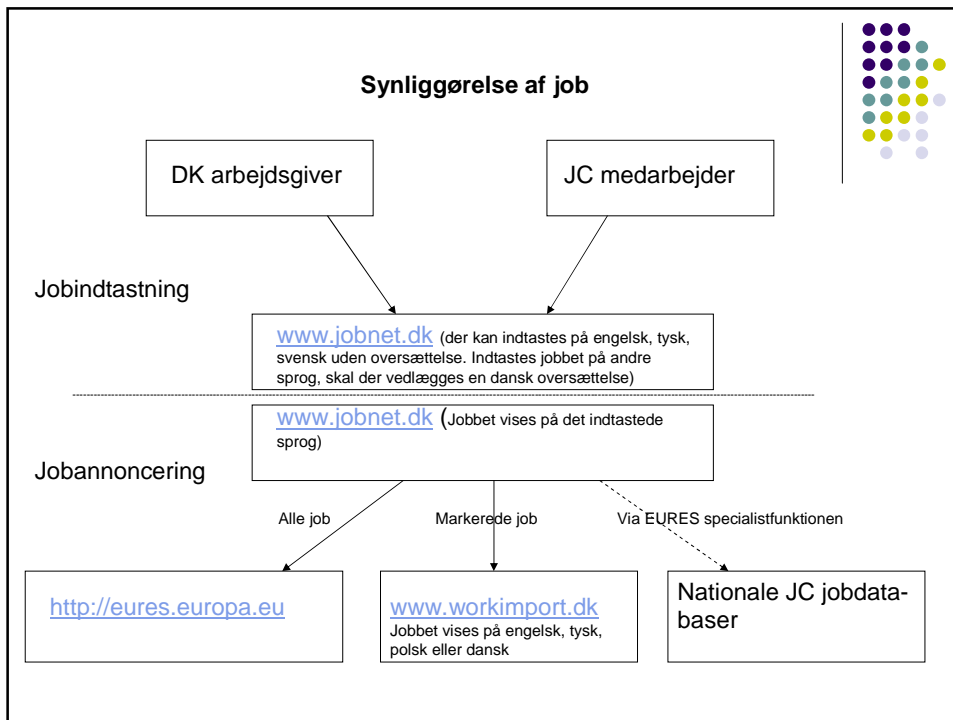 Synliggørelse af job
DK arbejdsgiver
JC medarbejder
Jobindtastning
www.jobnet.dk (der kan indtastes på engelsk, tysk,
svensk uden oversættelse. Indtastes jobbet på andre
sprog, skal der vedlægges en dansk oversættelse)
www.jobnet.dk (Jobbet vises på det indtastede
sprog)
Jobannoncering
Alle job
Markerede job
Via EURES specialistfunktionen
http://eures.europa.eu
www.workimport.dk
Jobbet vises på engelsk, tysk,
polsk eller dansk
Nationale JC jobdata-
baser